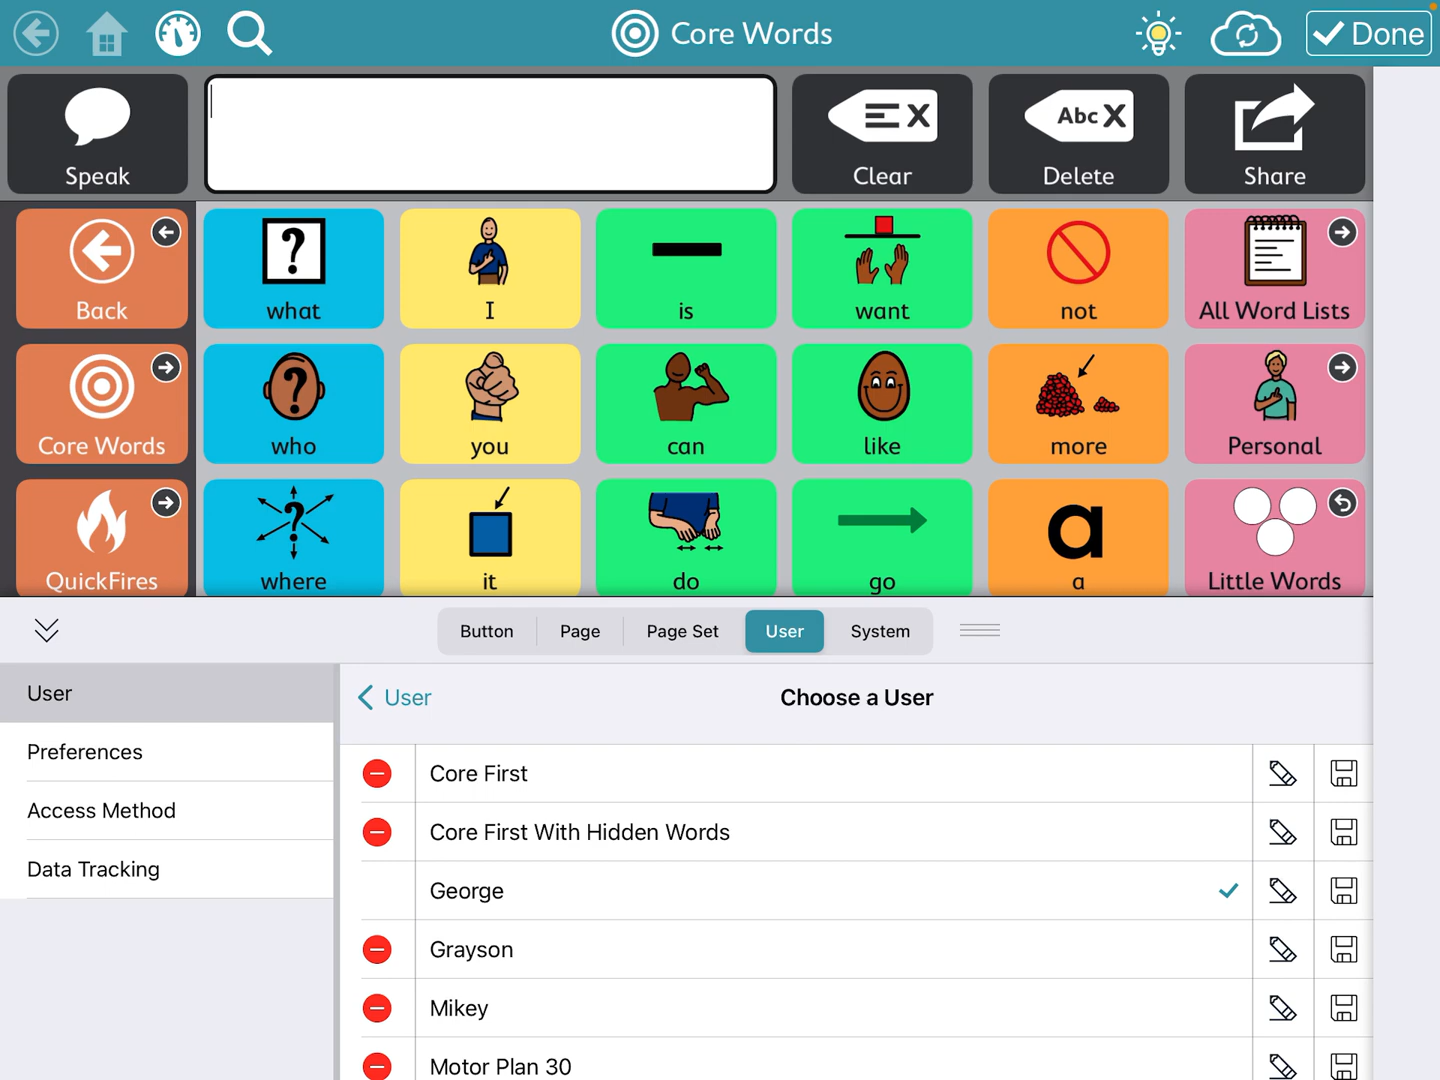 Core Words
Done
Speak
Clear
Abc
Delete
Share
Back
what
I
is
want
not
All Word Lists
Core Words
who
you
can
like
more
Personal
QuickFires
where
it
do
go
a
a
Little Words
Button
Page
Page Set
User
System
User
Preferences
Access Method
Data Tracking
User
Choose a User
Core First
Core First With Hidden Words
George
Grayson
Mikey
Motor Plan 30